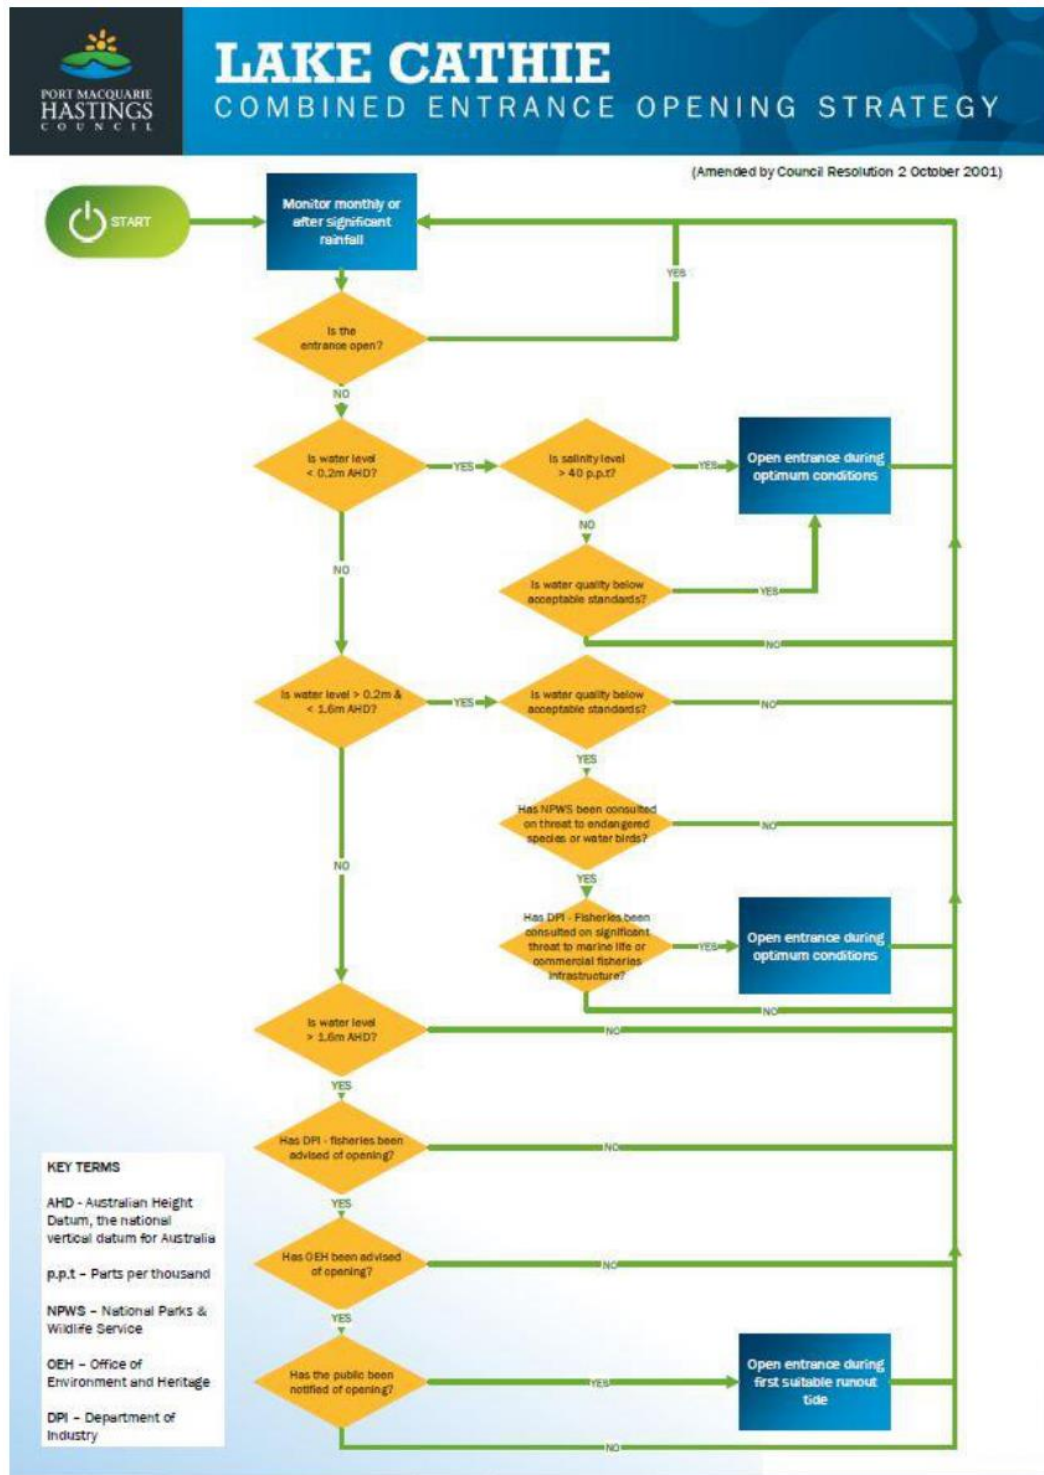 PORT MACQUARIE
HASTINGS
COUNCIL
LAKE CATHIE
COMBINED ENTRANCE OPENING STRATEGY
(Amended by Council Resolution 2 October 2001)
START
Monitor monthly or
after significant
rainfall
YES
Is the
entrance open?
NO
Is water level
< 0.2m AHD?
YES
Is salinity level
> 40 p.p.t?
YES
Open entrance during
optimum conditions
NO
NO
Is water quality below
acceptable standards?
YES
NO
Is water level > 0.2m &
< 1.6m AHD?
YES
Is water quality below
acceptable standards?
NO
YES
Has NPWS been consulted
on threat to endangered
species or water birds?
NO
NO
YES
Has DPI - Fisheries been
consulted on significant
threat to marine life or
commercial fisheries
infrastructure?
YES
Open entrance during
optimum conditions
NO
Is water level
> 1.6m AHD?
NO
YES
Has DPI - fisheries been
advised of opening?
NO
YES
Has OEH been advised
of opening?
NO
YES
Has the public been
notified of opening?
YES
Open entrance during
first suitable runout
tide
NO
KEY TERMS
AHD - Australian Height
Datum, the national
vertical datum for Australia
p.p.t – Parts per thousand
NPWS – National Parks &
Wildlife Service
OEH – Office of
Environment and Heritage
DPI – Department of
Industry